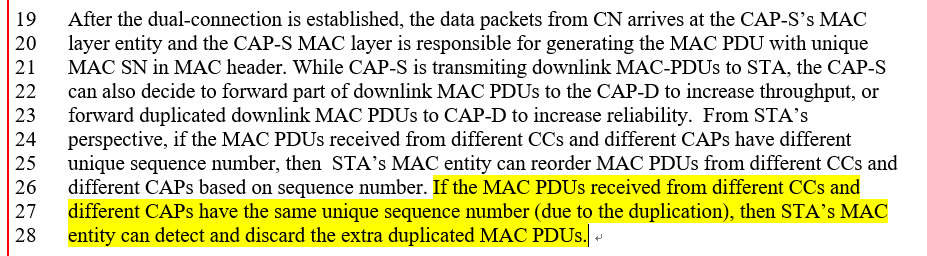 19 After the dual-connection is established, the data packets from CN arrives at the CAP-S's MAC
20 layer entity and the CAP-S MAC layer is responsible for generating the MAC PDU with unique
21 MAC SN in MAC header. While CAP-S is transmiting downlink MAC-PDUs to STA, the CAP-S
22 can also decide to forward part of downlink MAC PDUs to the CAP-D to increase throughput, or
23 forward duplicated downlink MAC PDUs to CAP-D to increase reliability.  From STA's
24 perspective, if the MAC PDUs received from different CCs and different CAPs have different
25 unique sequence number, then  STA's MAC entity can reorder MAC PDUs from different CCs and
26 different CAPs based on sequence number. If the MAC PDUs received from different CCs and
27 different CAPs have the same unique sequence number (due to the duplication), then STA's MAC
28 entity can detect and discard the extra duplicated MAC PDUs.